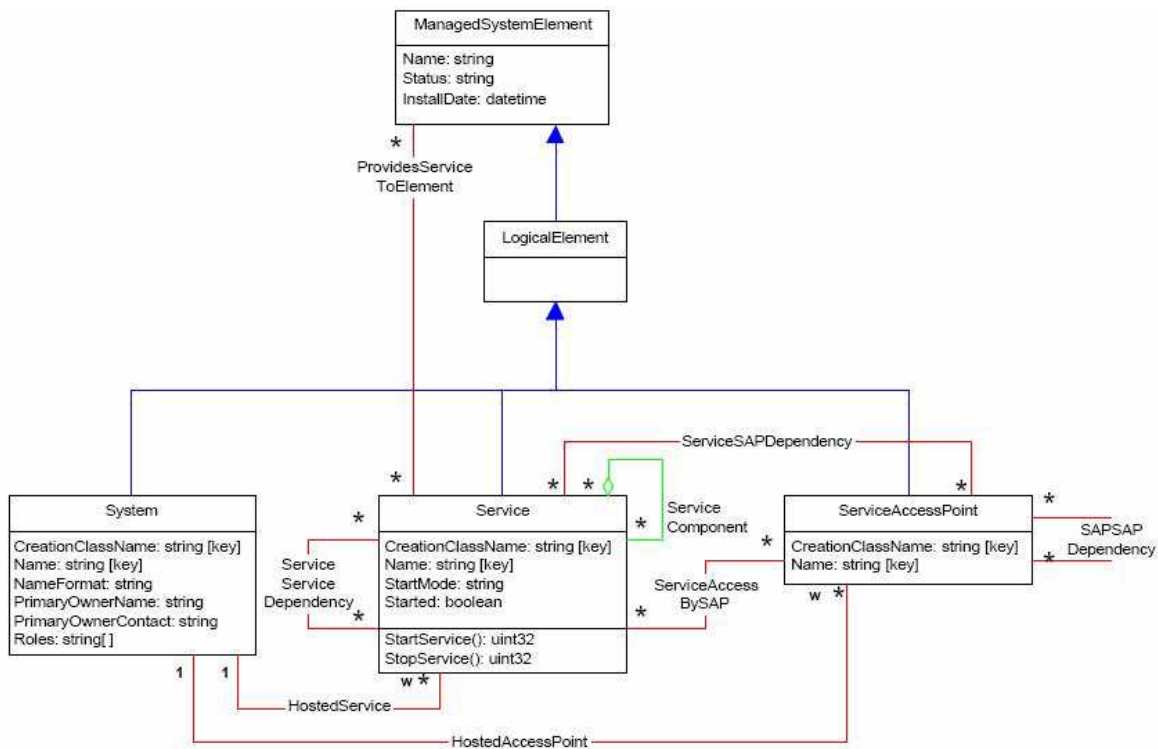 ManagedSystemElement
Name: string
Status: string
InstallDate: datetime
*
ProvidesService
ToElement
LogicalElement
ServiceSAPDependency
*
*
*
*
System
CreationClassName: string [key]
Name: string [key]
NameFormat: string
PrimaryOwnerName: string
PrimaryOwnerContact: string
Roles: string[ ]
*
Service
Service
Dependency
*
Service
CreationClassName: string [key]
Name: string [key]
StartMode: string
Started: boolean
StartService(): uint32
StopService(): uint32
*
Service
Component
*
ServiceAccess
BySAP
*
ServiceAccessPoint
CreationClassName: string [key]
Name: string [key]
*
SAPSAP
Dependency
*
w *
1
1
w *
HostedService
HostedAccessPoint